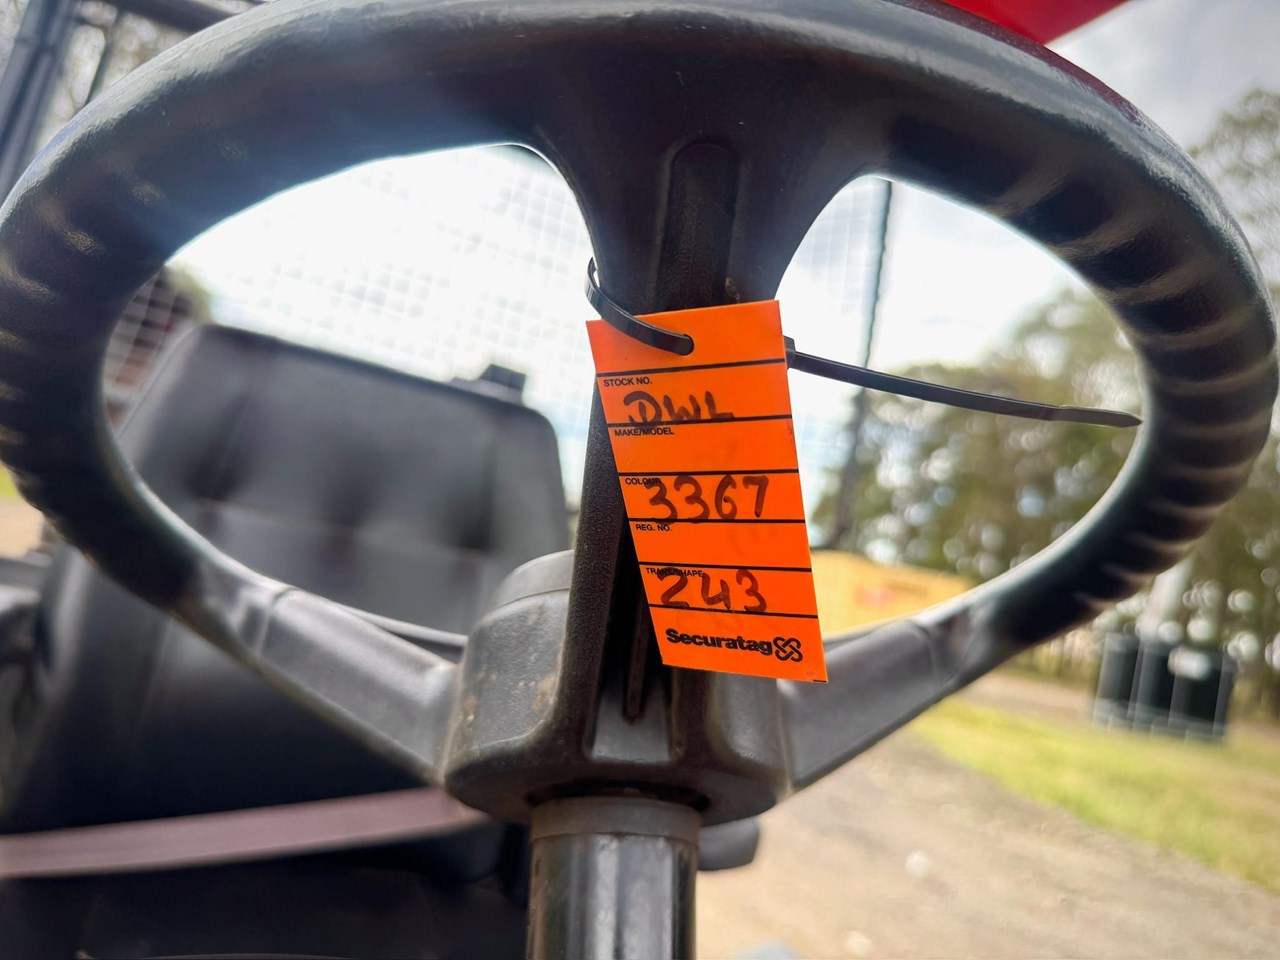 STOCK NO.
DWL
MAKE/MODEL
COLOUR
3367
REG. NO.
TRANS/SHAPE
243
Securatag